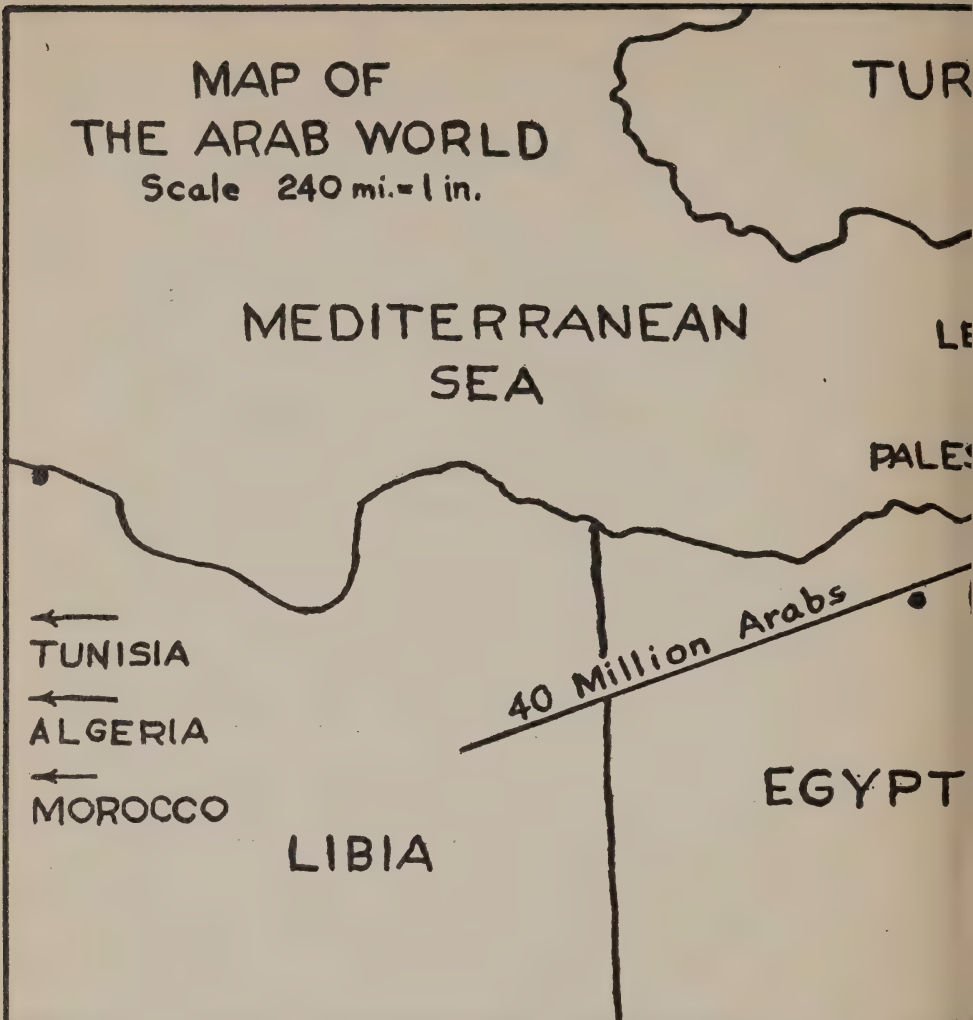 MAP OF
THE ARAB WORLD
Scale 240 mi.=1 in.
TUR
MEDITERRANEAN
SEA
LE
PALES
40 Million Arabs
TUNISIA
ALGERIA
MOROCCO
EGYPT
LIBIA